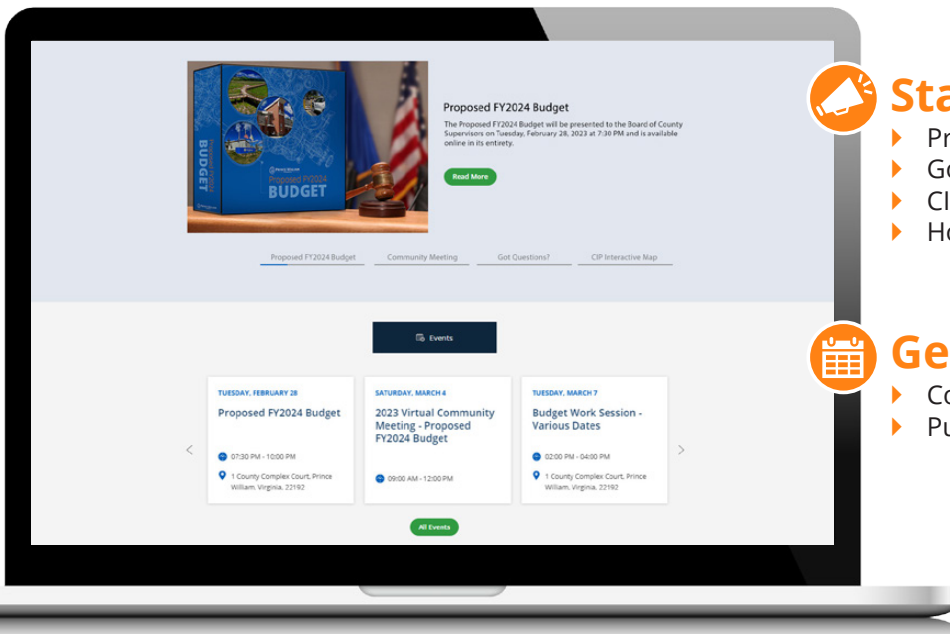 Proposed FY2024 Budget
The Proposed FY2024 Budget will be presented to the Board of County
Supervisors on Tuesday, February 28, 2023 at 7:30 PM and is available
online in its entirety.
Read More
Proposed FY2024
BUDGET
BUDGET
Proposed FY2024 Budget
Community Meeting
Got Questions?
CIP Interactive Map
Events
TUESDAY, FEBRUARY 28
Proposed FY2024 Budget
07:30 PM - 10:00 PM
1 County Complex Court, Prince
William, Virginia, 22192
SATURDAY, MARCH 4
2023 Virtual Community
Meeting - Proposed
FY2024 Budget
09:00 AM - 12:00 PM
TUESDAY, MARCH 7
Budget Work Session -
Various Dates
02:00 PM - 04:00 PM
1 County Complex Court, Prince
William, Virginia, 22192
All Events
Sta
Pr
Go
Cl
Ho
Ge
Co
Pu